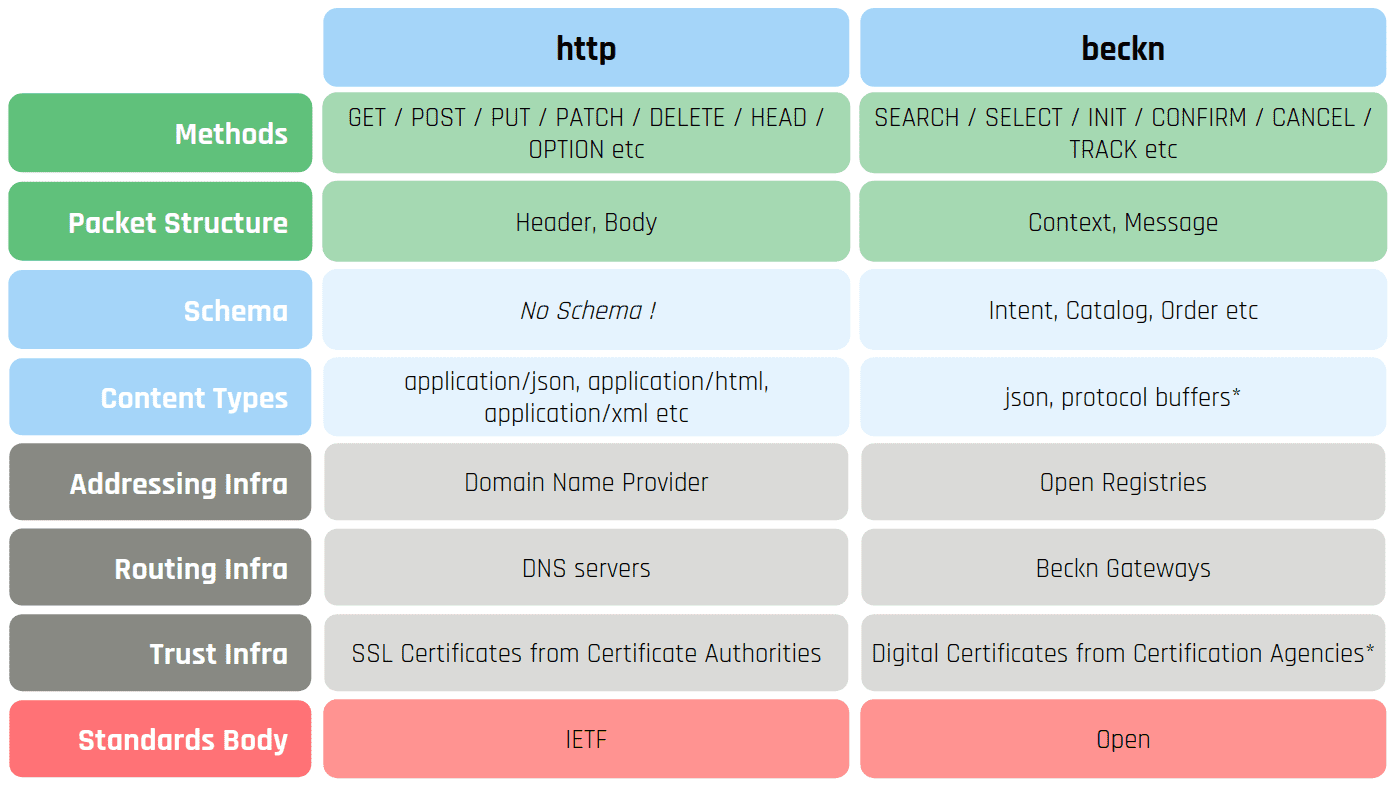 http
beckn
Methods
GET / POST / PUT / PATCH / DELETE / HEAD /
OPTION etc
SEARCH / SELECT / INIT / CONFIRM / CANCEL /
TRACK etc
Packet Structure
Header, Body
Context, Message
Schema
No Schema !
Intent, Catalog, Order etc
Content Types
application/json, application/html,
application/xml etc
json, protocol buffers*
Addressing Infra
Domain Name Provider
Open Registries
Routing Infra
DNS servers
Beckn Gateways
Trust Infra
SSL Certificates from Certificate Authorities
Digital Certificates from Certification Agencies*
Standards Body
IETF
Open